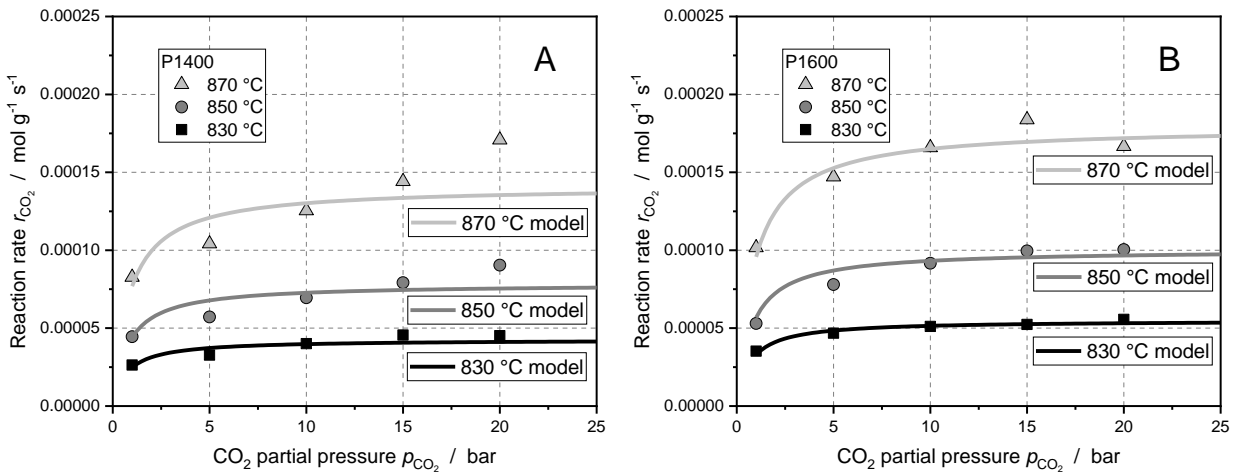 0.00025
0.00020
0.00015
0.00010
0.00005
0.00000
Reaction rate r_CO₂ / mol g⁻¹ s⁻¹
P1400
870 °C
850 °C
830 °C
A
870 °C model
850 °C model
830 °C model
0 5 10 15 20 25
CO₂ partial pressure p_CO₂ / bar
0.00025
0.00020
0.00015
0.00010
0.00005
0.00000
Reaction rate r_CO₂ / mol g⁻¹ s⁻¹
P1600
870 °C
850 °C
830 °C
B
870 °C model
850 °C model
830 °C model
0 5 10 15 20 25
CO₂ partial pressure p_CO₂ / bar